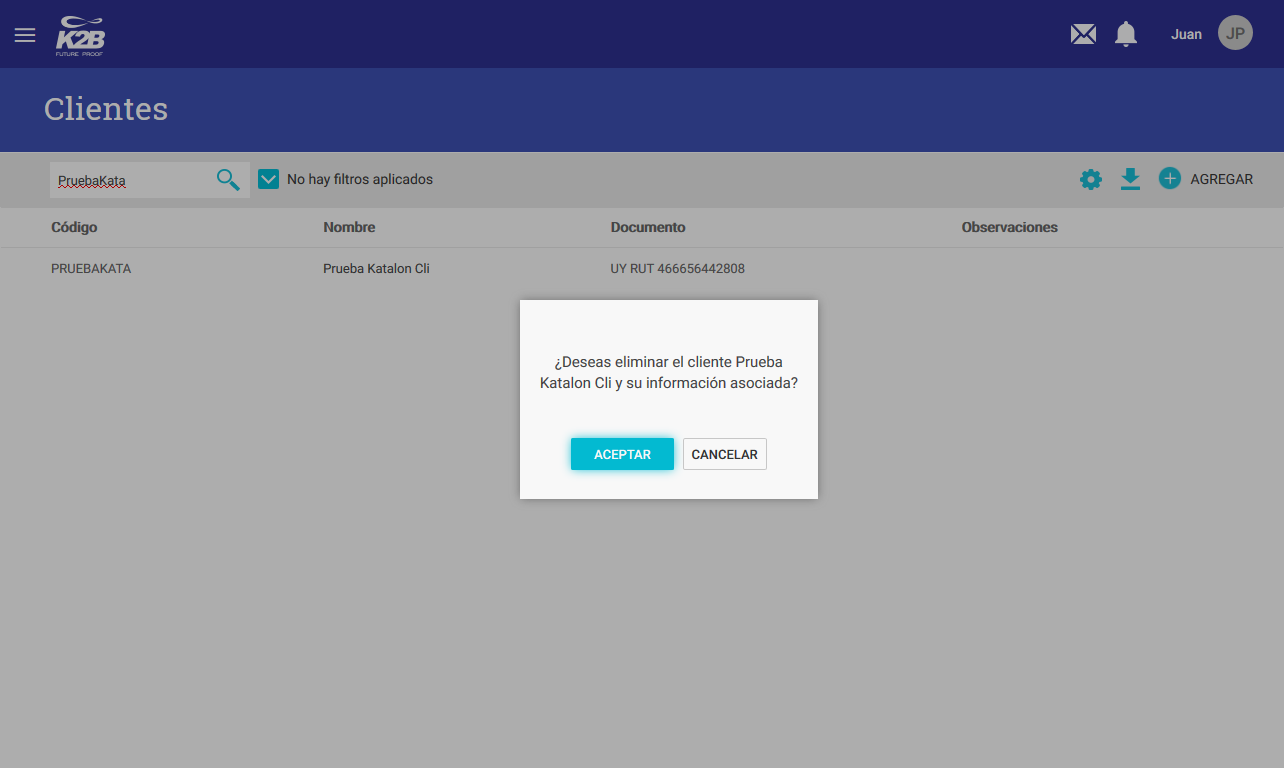 K2B
FUTURE PROOF
Juan
JP
Clientes
PruebaKata
No hay filtros aplicados
AGREGAR
Código Nombre Documento Observaciones
PRUEBAKATA Prueba Katalon Cli UY RUT 466656442808
¿Deseas eliminar el cliente Prueba
Katalon Cli y su información asociada?
ACEPTAR CANCELAR